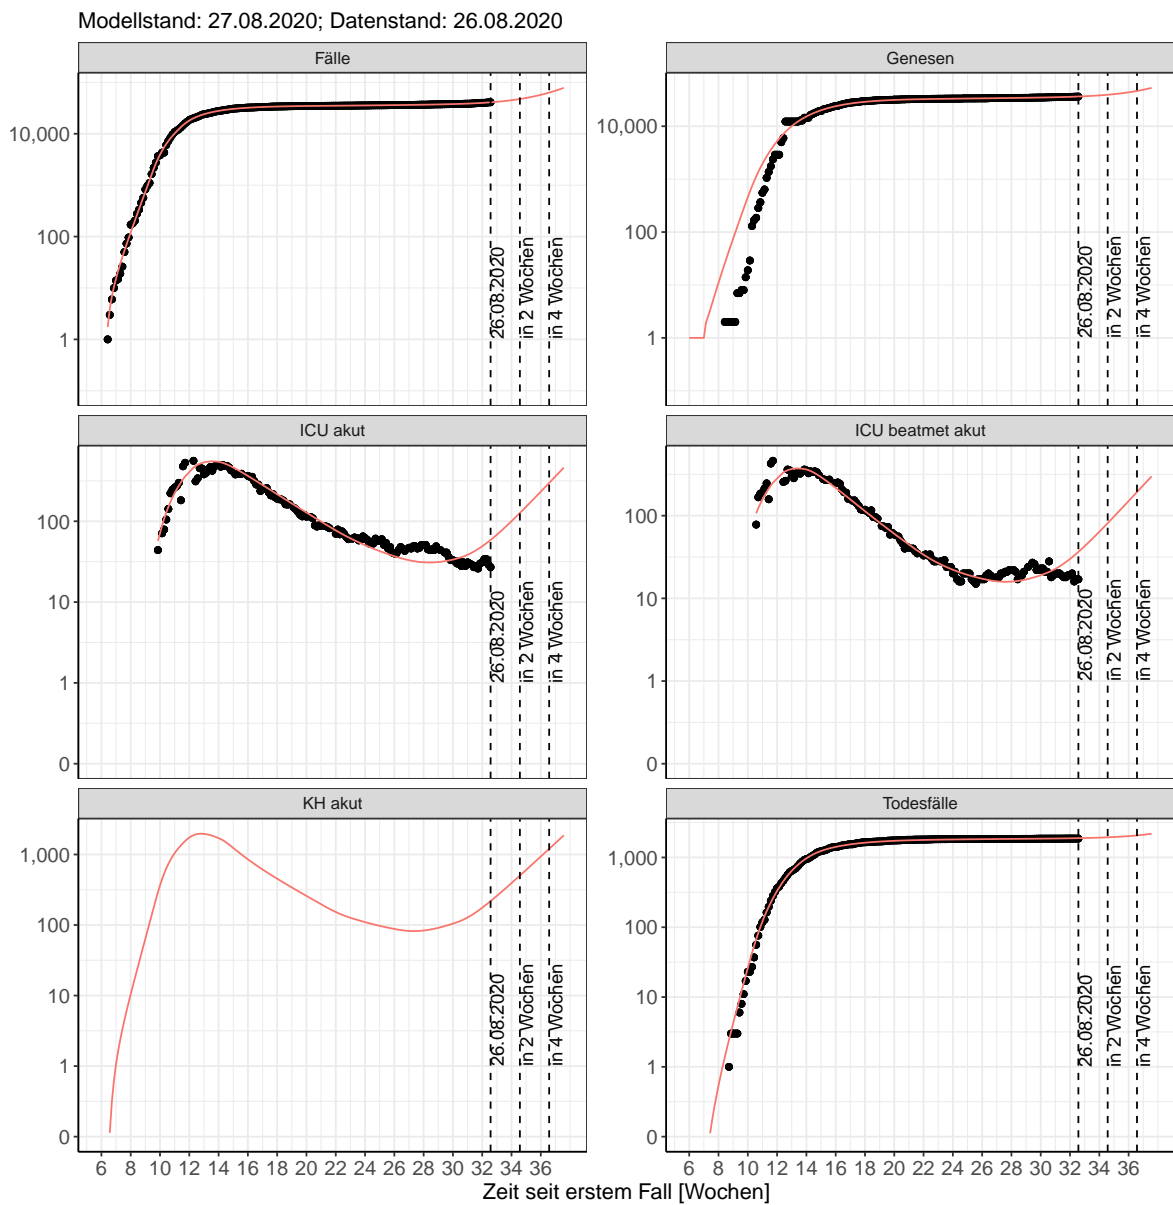 Modellstand: 27.08.2020; Datenstand: 26.08.2020
Fälle
Genesen
10,000
100
1
26.08.2020
in 2 Wochen
in 4 Wochen
10,000
100
1
26.08.2020
in 2 Wochen
in 4 Wochen
ICU akut
ICU beatmet akut
100
10
1
0
26.08.2020
in 2 Wochen
in 4 Wochen
100
10
1
0
26.08.2020
in 2 Wochen
in 4 Wochen
KH akut
Todesfälle
1,000
100
10
1
0
26.08.2020
in 2 Wochen
in 4 Wochen
1,000
100
10
1
0
26.08.2020
in 2 Wochen
in 4 Wochen
6 8 10 12 14 16 18 20 22 24 26 28 30 32 34 36
6 8 10 12 14 16 18 20 22 24 26 28 30 32 34 36
Zeit seit erstem Fall [Wochen]